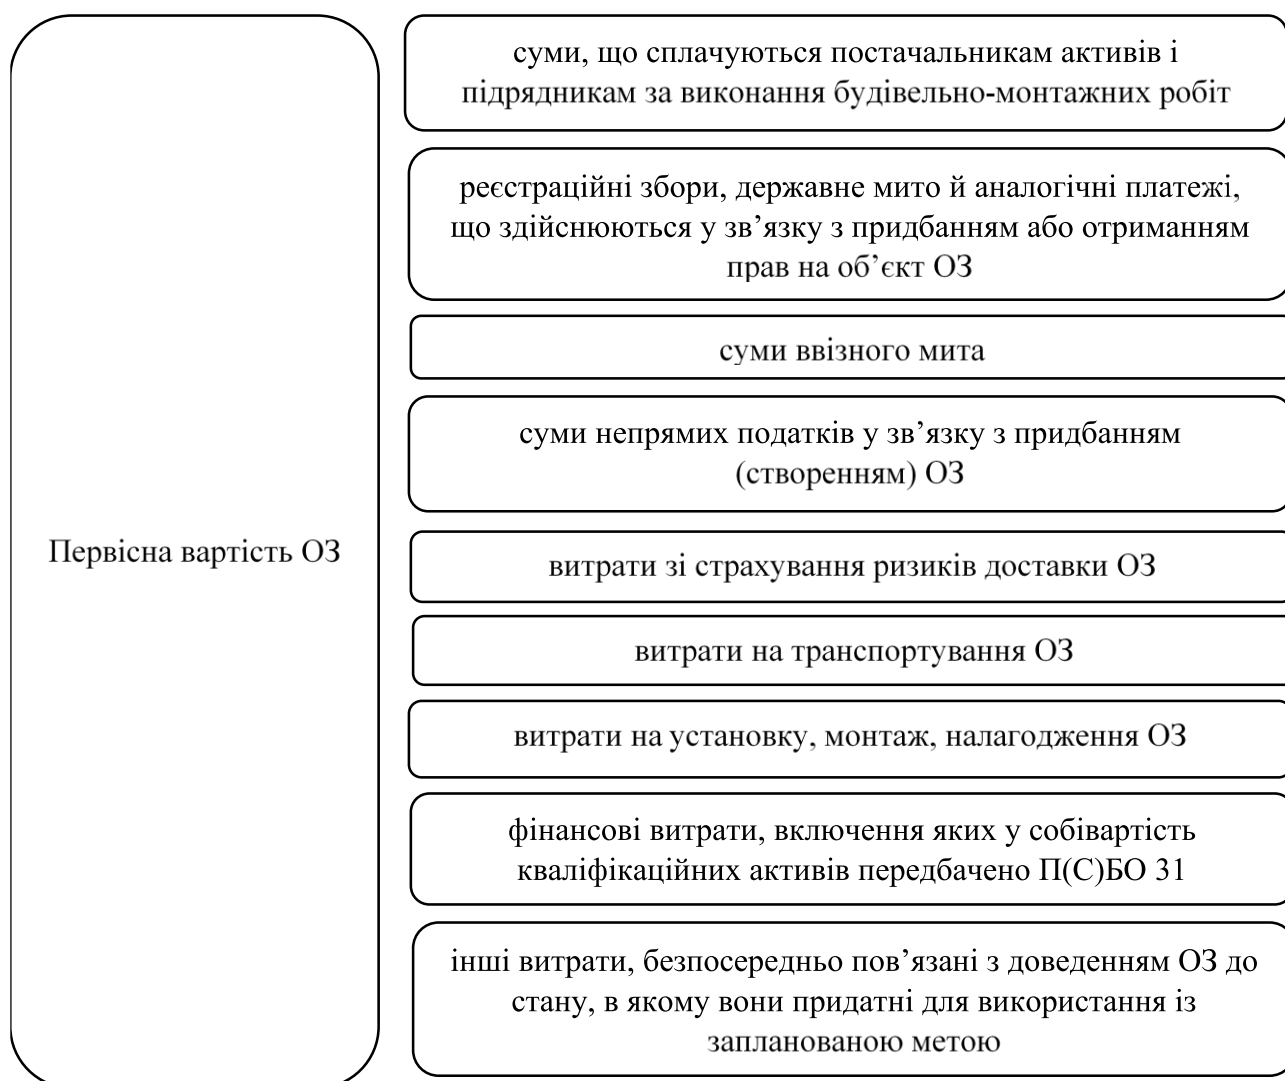 Первісна вартість ОЗ
суми, що сплачуються постачальникам активів і
підрядникам за виконання будівельно-монтажних робіт
реєстраційні збори, державне мито й аналогічні платежі,
що здійснюються у зв’язку з придбанням або отриманням
прав на об’єкт ОЗ
суми ввізного мита
суми непрямих податків у зв’язку з придбанням
(створенням) ОЗ
витрати зі страхування ризиків доставки ОЗ
витрати на транспортування ОЗ
витрати на установку, монтаж, налагодження ОЗ
фінансові витрати, включення яких у собівартість
кваліфікаційних активів передбачено П(С)БО 31
інші витрати, безпосередньо пов’язані з доведенням ОЗ до
стану, в якому вони придатні для використання із
запланованою метою